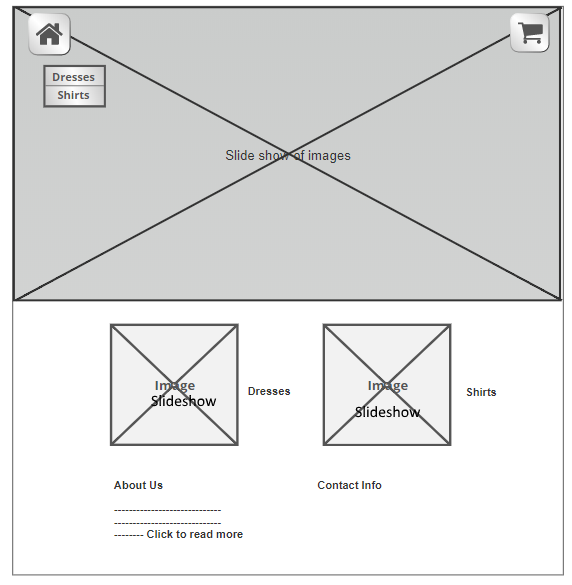 Dresses
Shirts
Slide show of images
Image
Slideshow
Dresses
Image
Slideshow
Shirts
About Us
Contact Info
-----------------------------
-----------------------------
-------- Click to read more